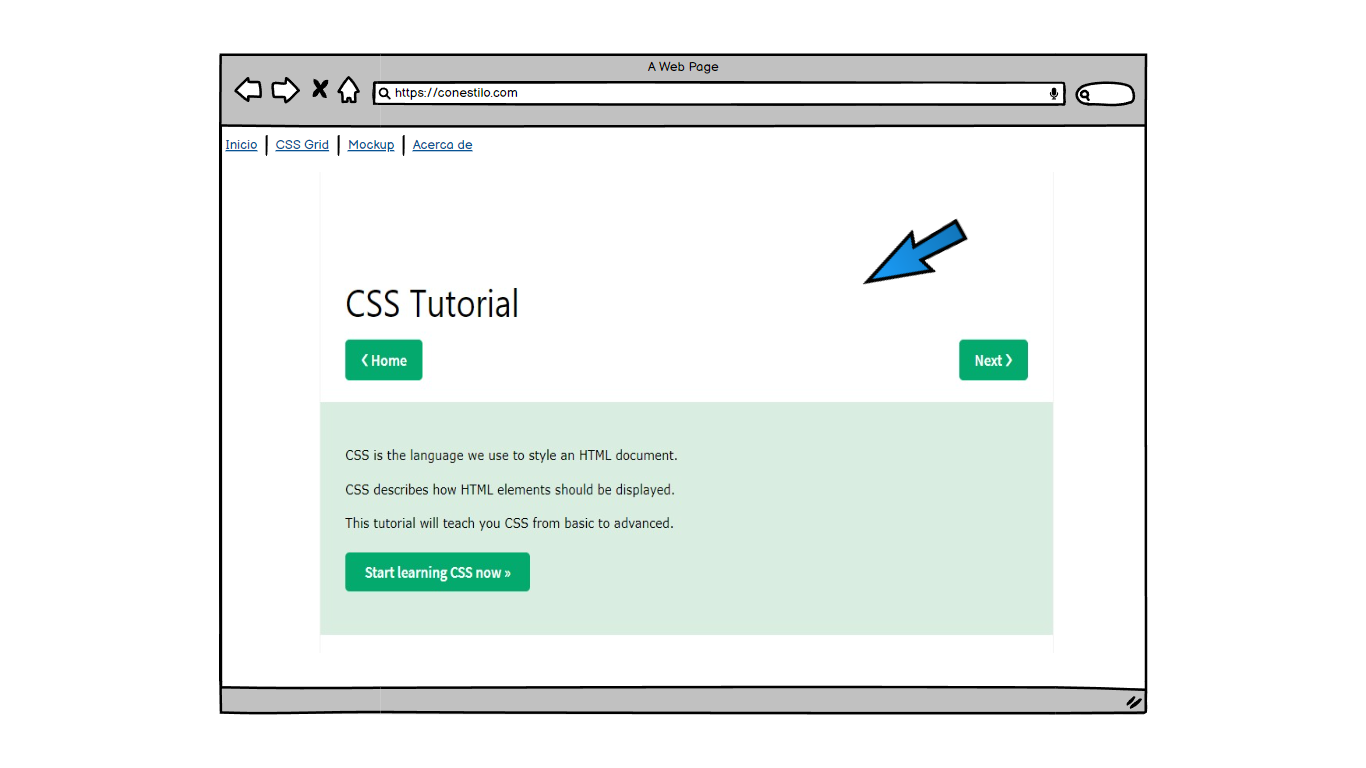 A Web Page
https://conestilo.com
Inicio | CSS Grid | Mockup | Acerca de
CSS Tutorial
❮ Home Next ❯
CSS is the language we use to style an HTML document.
CSS describes how HTML elements should be displayed.
This tutorial will teach you CSS from basic to advanced.
Start learning CSS now »